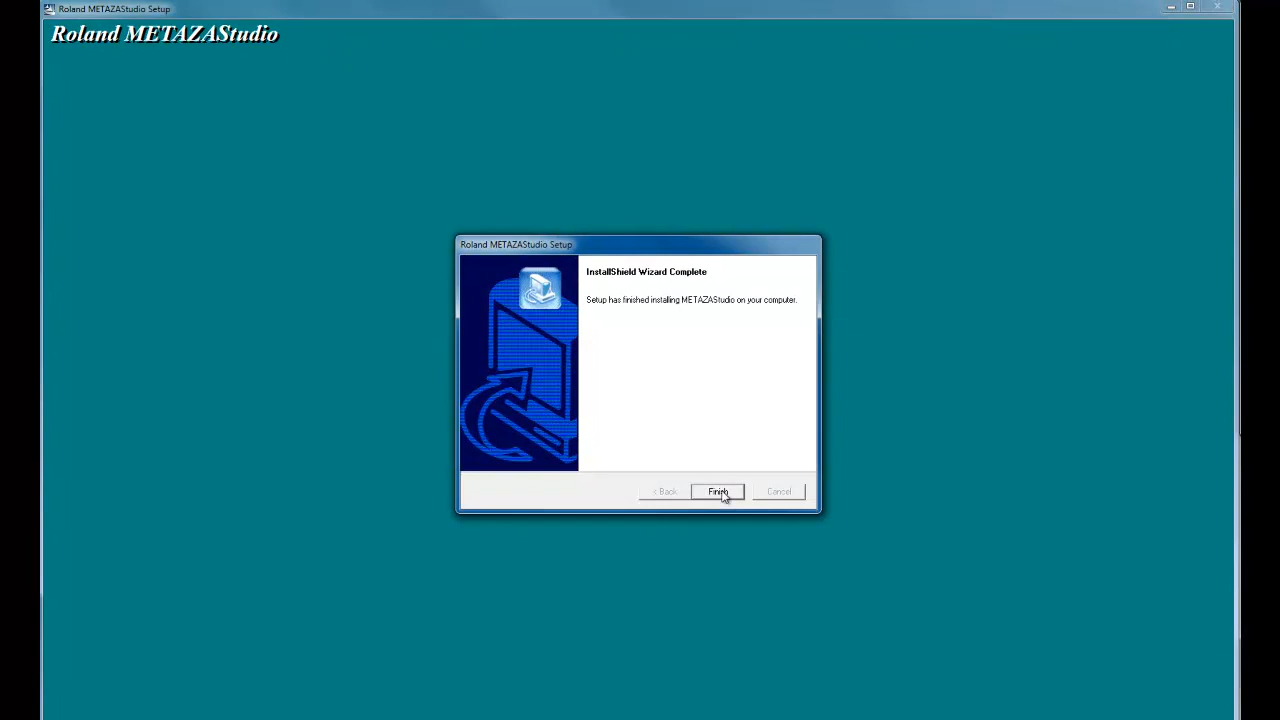 Roland METAZAStudio Setup
Roland METAZAStudio
Roland METAZAStudio Setup
InstallShield Wizard Complete
Setup has finished installing METAZAStudio on your computer.
< Back
Finish
Cancel